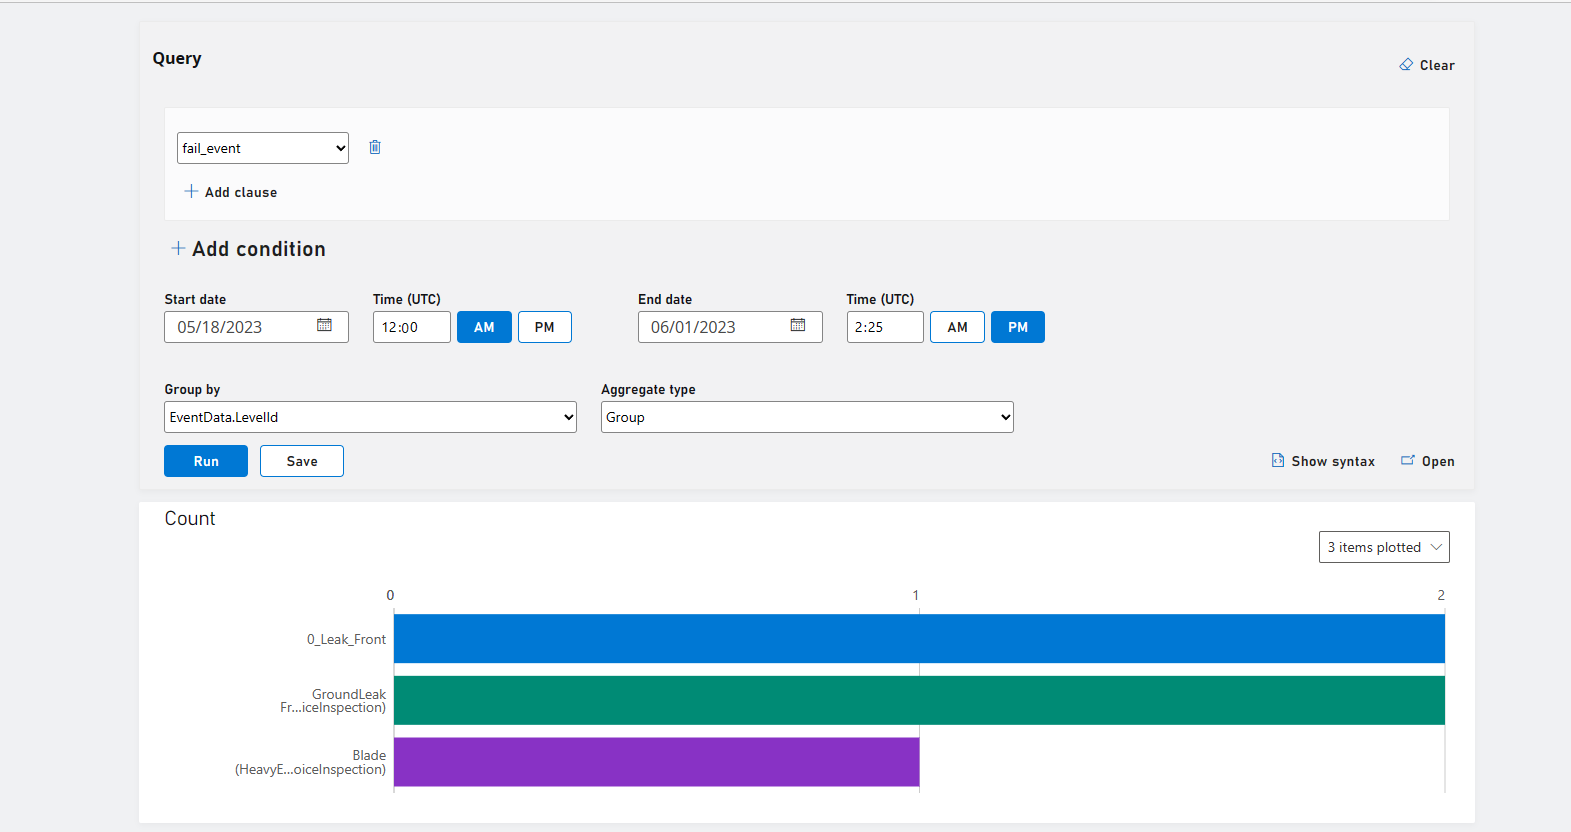 Query
Clear
fail_event
Add clause
Add condition
Start date
Time (UTC)
End date
Time (UTC)
05/18/2023
12:00
AM
PM
06/01/2023
2:25
AM
PM
Group by
Aggregate type
EventData.LevelId
Group
Run
Save
Show syntax
Open
Count
3 items plotted
0
1
2
0_Leak_Front
GroundLeak
Fr...iceInspection)
Blade
(HeavyE...oiceInspection)